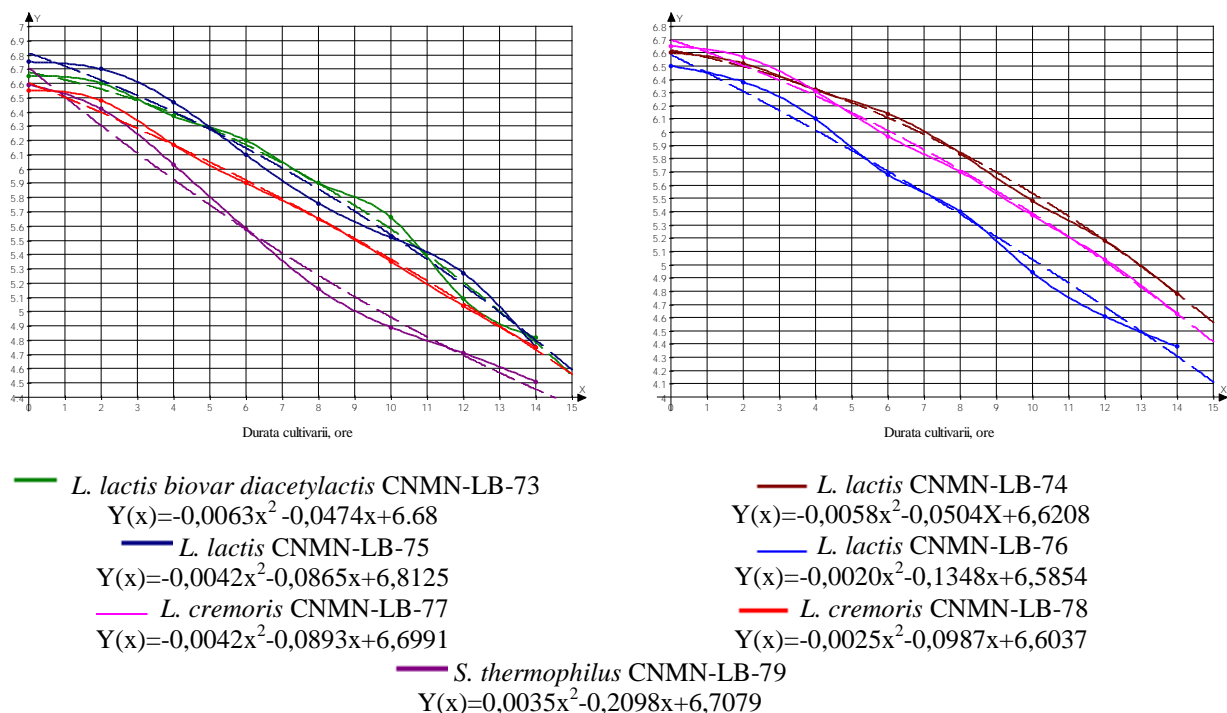 Y
7
6.9
6.8
6.7
6.6
6.5
6.4
6.3
6.2
6.1
6
5.9
5.8
5.7
5.6
5.5
5.4
5.3
5.2
5.1
5
4.9
4.8
4.7
4.6
4.5
4.4
X
0 1 2 3 4 5 6 7 8 9 10 11 12 13 14 15
Durata cultivarii, ore
Y
6.8
6.7
6.6
6.5
6.4
6.3
6.2
6.1
6
5.9
5.8
5.7
5.6
5.5
5.4
5.3
5.2
5.1
5
4.9
4.8
4.7
4.6
4.5
4.4
4.3
4.2
4.1
4
X
0 1 2 3 4 5 6 7 8 9 10 11 12 13 14 15
Durata cultivarii, ore
L. lactis biovar diacetylactis CNMN-LB-73
Y(x)=-0,0063x² -0,0474x+6.68
L. lactis CNMN-LB-74
Y(x)=-0,0058x²-0,0504X+6,6208
L. lactis CNMN-LB-75
Y(x)=-0,0042x²-0,0865x+6,8125
L. lactis CNMN-LB-76
Y(x)=-0,0020x²-0,1348x+6,5854
L. cremoris CNMN-LB-77
Y(x)=-0,0042x²-0,0893x+6,6991
L. cremoris CNMN-LB-78
Y(x)=-0,0025x²-0,0987x+6,6037
S. thermophilus CNMN-LB-79
Y(x)=0,0035x²-0,2098x+6,7079